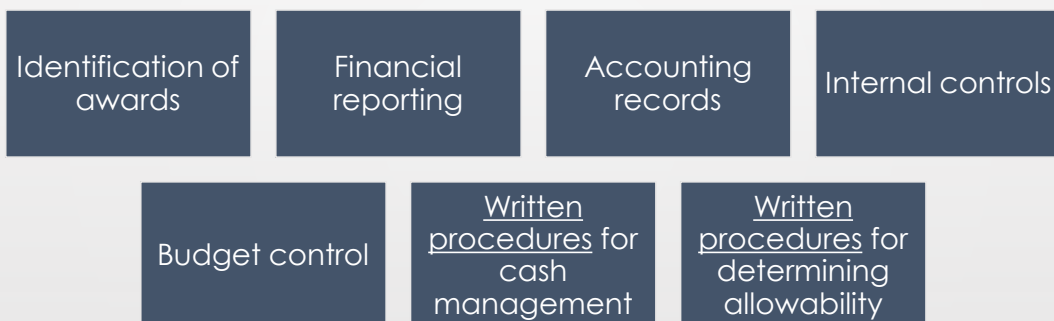 Identification of
awards
Financial
reporting
Accounting
records
Internal controls
Budget control
Written
procedures for
cash
management
Written
procedures for
determining
allowability